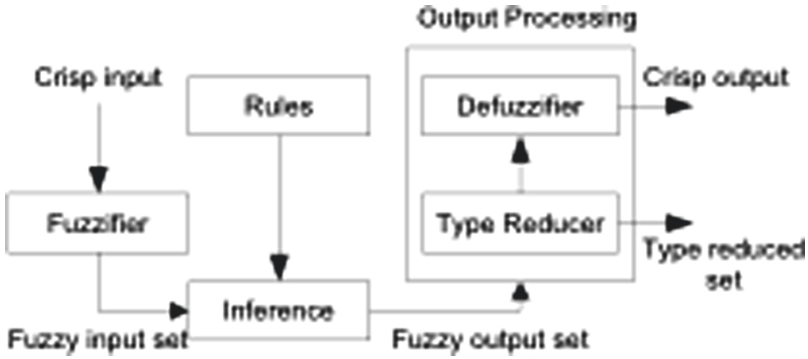 Output Processing
Crisp input
Rules
Defuzzifier
Crisp output
Fuzzifier
Type Reducer
Type reduced
set
Inference
Fuzzy input set
Fuzzy output set